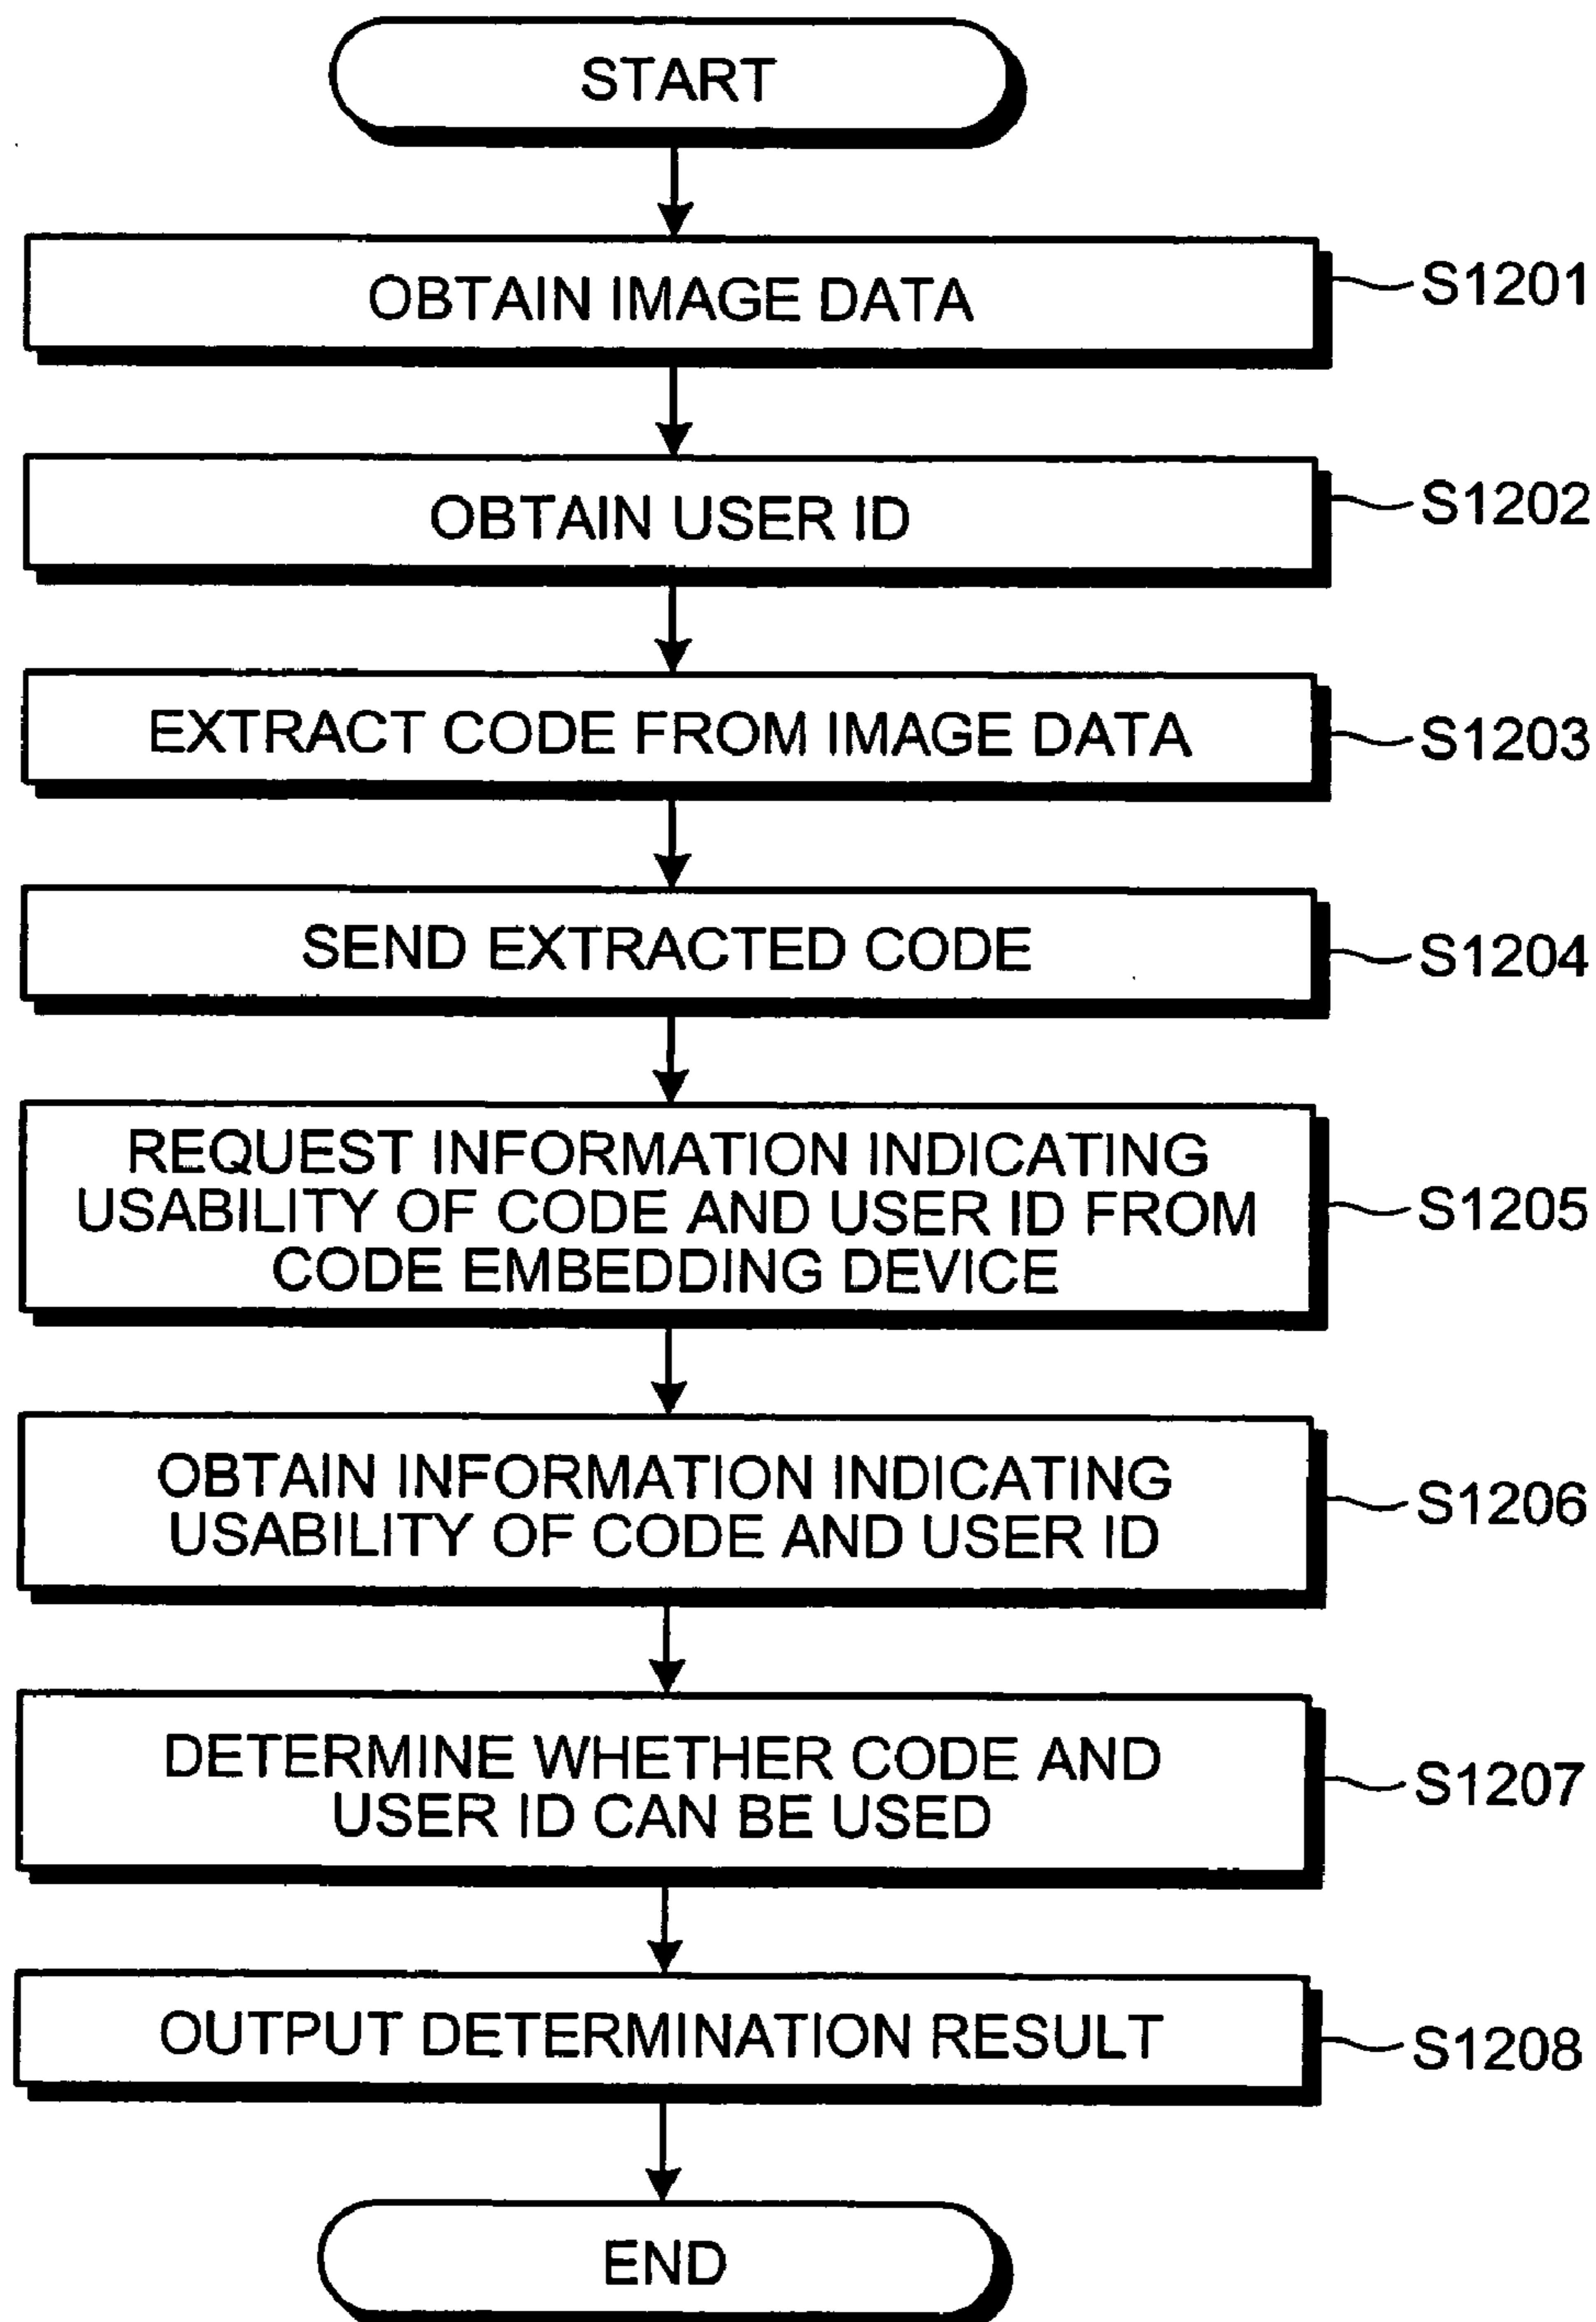 START
OBTAIN IMAGE DATA
S1201
OBTAIN USER ID
S1202
EXTRACT CODE FROM IMAGE DATA
S1203
SEND EXTRACTED CODE
S1204
REQUEST INFORMATION INDICATING
USABILITY OF CODE AND USER ID FROM
CODE EMBEDDING DEVICE
S1205
OBTAIN INFORMATION INDICATING
USABILITY OF CODE AND USER ID
S1206
DETERMINE WHETHER CODE AND
USER ID CAN BE USED
S1207
OUTPUT DETERMINATION RESULT
S1208
END